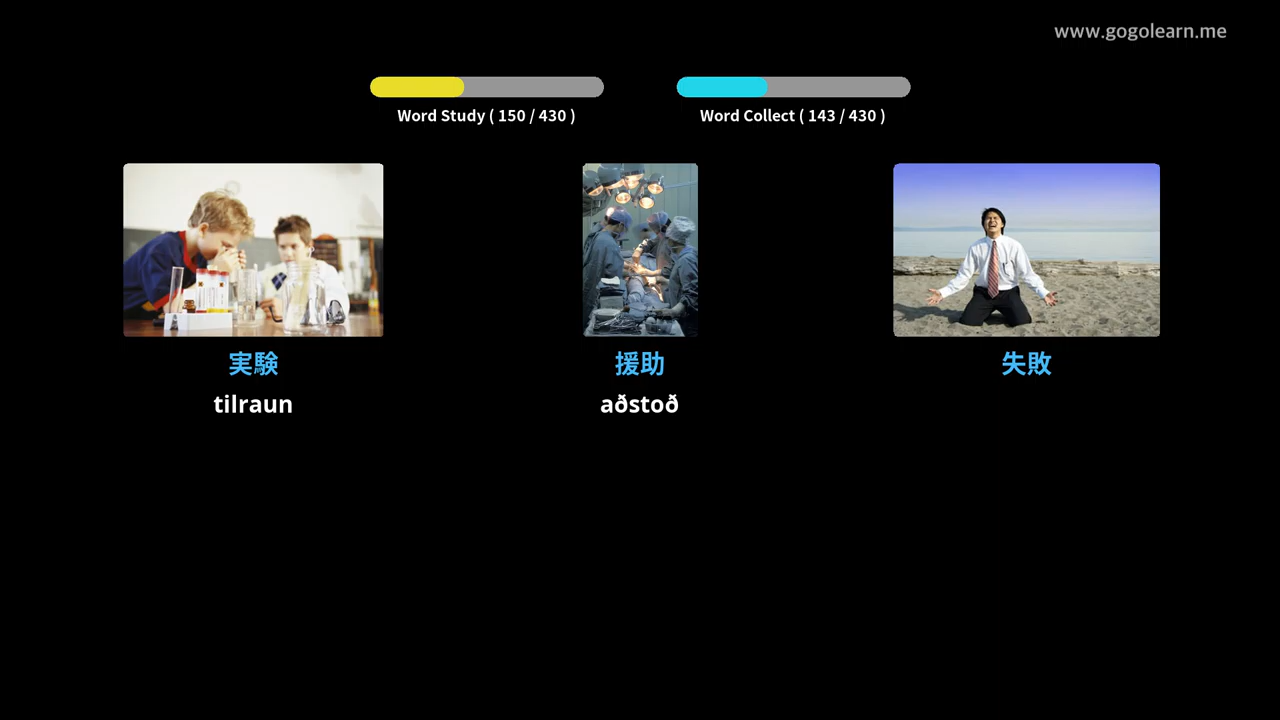 www.gogolearn.me
Word Study ( 150 / 430 )
Word Collect ( 143 / 430 )
実験
援助
失敗
tilraun
aðstoð